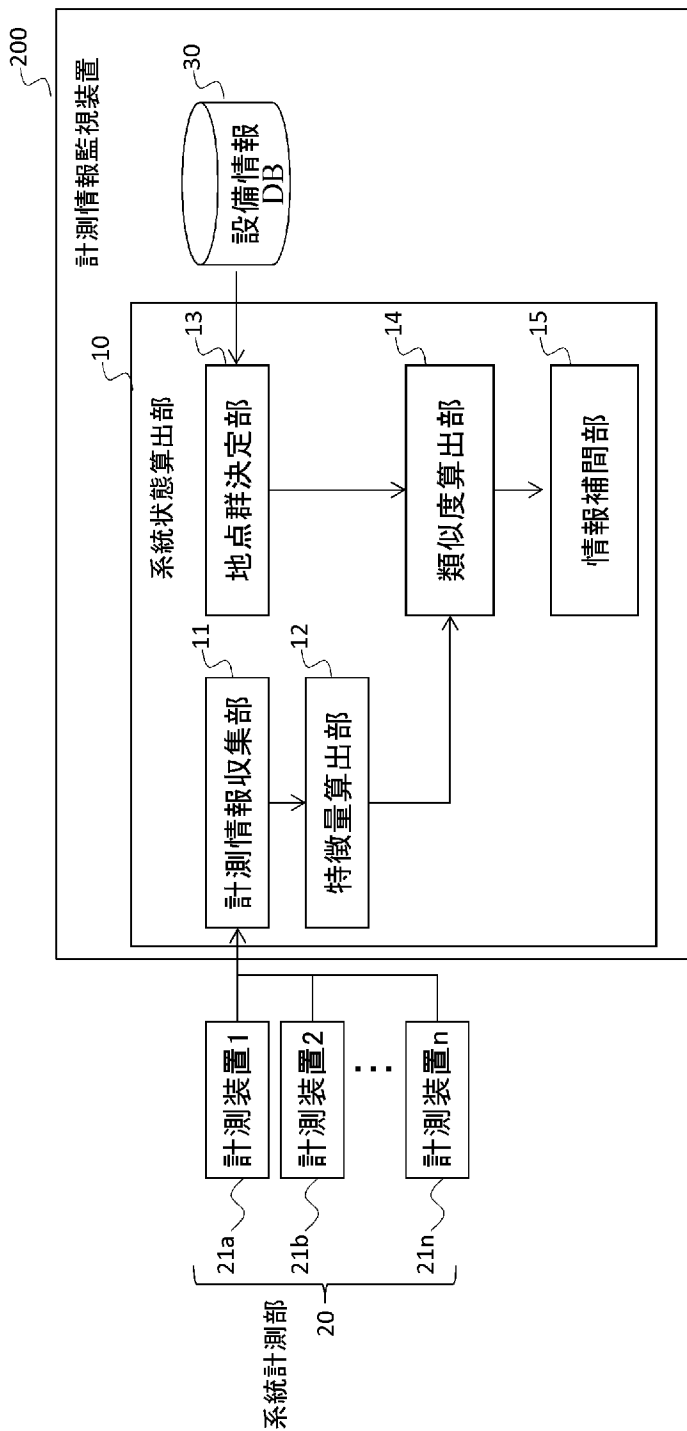 200
計測情報監視装置
30
設備情報
DB
10
系統状態算出部
11
計測情報収集部
12
特徴量算出部
13
地点群決定部
14
類似度算出部
15
情報補間部
計測装置1
21a
計測装置2
21b
⋯
計測装置n
21n
20
系統計測部